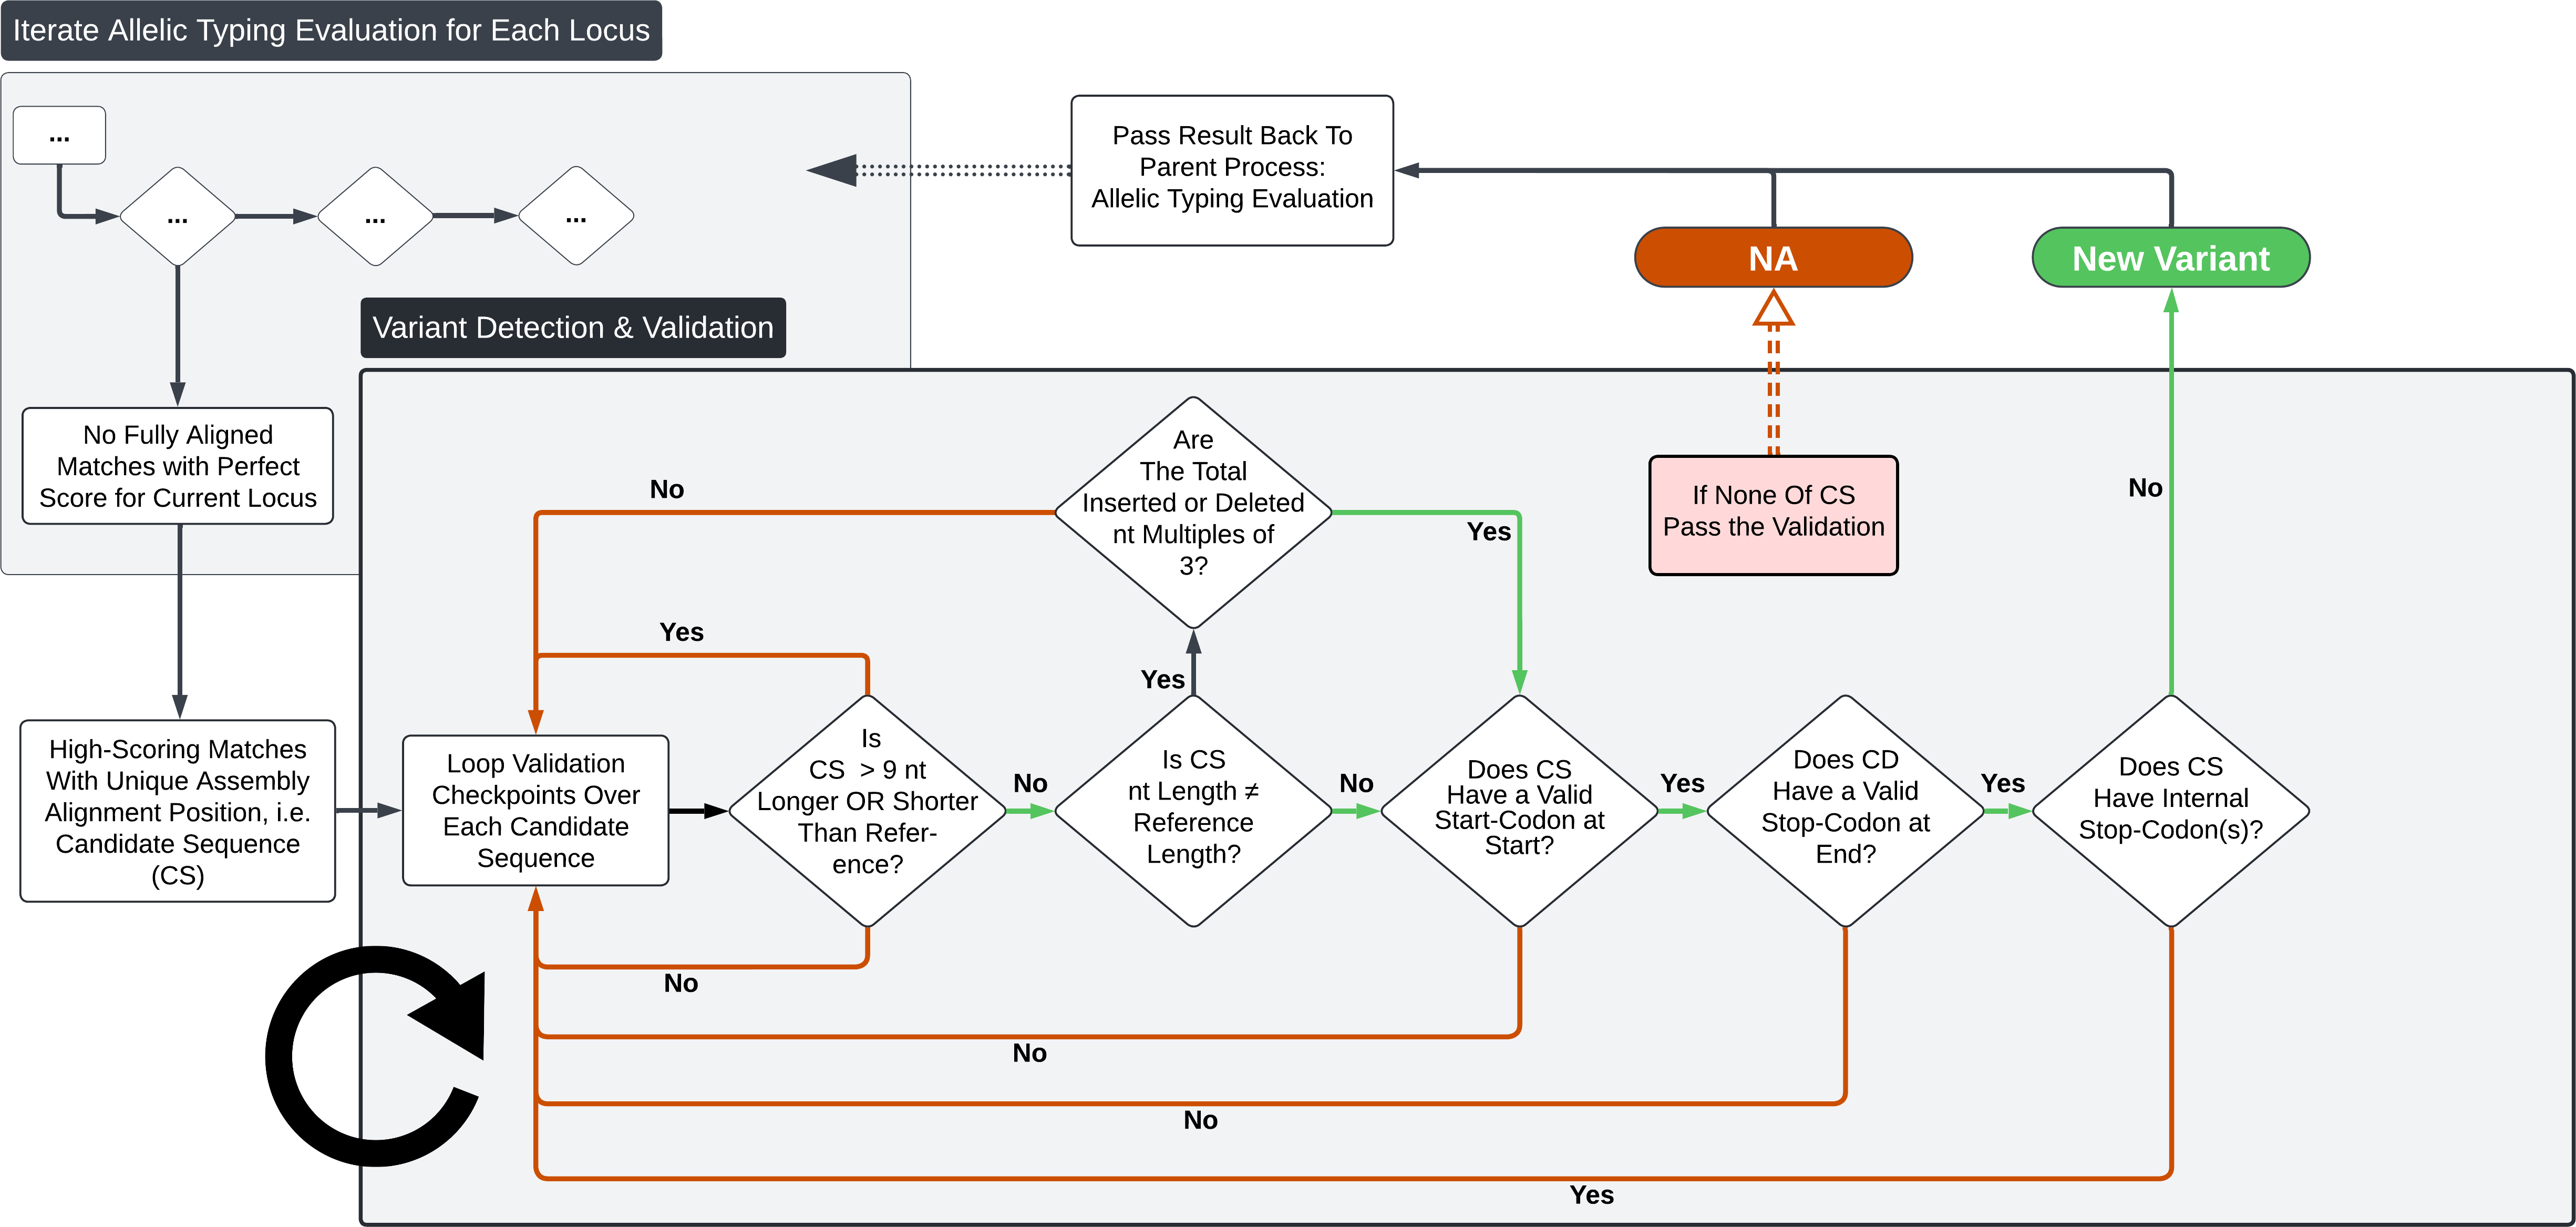 Iterate Allelic Typing Evaluation for Each Locus
...
...
...
...
Pass Result Back To
Parent Process:
Allelic Typing Evaluation
NA
New Variant
Variant Detection & Validation
No Fully Aligned
Matches with Perfect
Score for Current Locus
High-Scoring Matches
With Unique Assembly
Alignment Position, i.e.
Candidate Sequence
(CS)
Are
The Total
Inserted or Deleted
nt Multiples of
3?
No
Yes
If None Of CS
Pass the Validation
No
Yes
Yes
Loop Validation
Checkpoints Over
Each Candidate
Sequence
Is
CS > 9 nt
Longer OR Shorter
Than Refer-
ence?
No
Is CS
nt Length ≠
Reference
Length?
No
Does CS
Have a Valid
Start-Codon at
Start?
Yes
Does CD
Have a Valid
Stop-Codon at
End?
Yes
Does CS
Have Internal
Stop-Codon(s)?
No
No
No
Yes